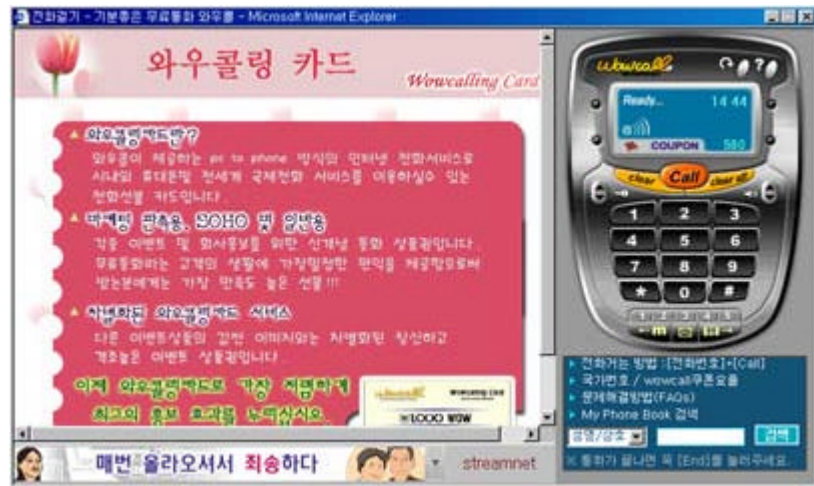 전화걸기 - 기분좋은 무료통화 와우콜 - Microsoft Internet Explorer
와우콜링 카드
Wowcalling Card
와우콜링카드란?
와우콜이 제공하는 pc to phone 방식의 인터넷 전화서비스로
시내외 휴대폰및 전세계 국제전화 서비스를 이용하실수 있는
전화선불 카드입니다
마케팅 판촉용, SOHO 및 일반용
각종 이벤트 및 회사홍보를 위한 신개념 통화 상품권입니다.
무료통화라는 고객의 생활에 가장밀접한 편익을 제공함으로써
받는분에게는 가장 만족도 높은 선물!!!
차별화된 와우콜링카드 서비스
다른 이벤트상품의 값싼 이미지와는 차별화된 참신하고
격조높은 이벤트 상품권입니다
이제 와우콜링카드로 가장 저렴하게
최고의 홍보 효과를 누리십시요.
wowcall
Wowcalling Card
₩1,000 WOW
매번 올라오셔서 죄송하다
streamnet
wowcall
?
Ready...
14 44
COUPON
580
clear
Call
clear all
1 2 3
4 5 6
7 8 9
* 0 #
m
전화거는 방법 :[전화번호]+[Call]
국가번호 / wowcall쿠폰요율
문제해결방법(FAQs)
My Phone Book 검색
성명/상호
검색
※ 통화가 끝나면 꼭 [End]를 눌러주세요.